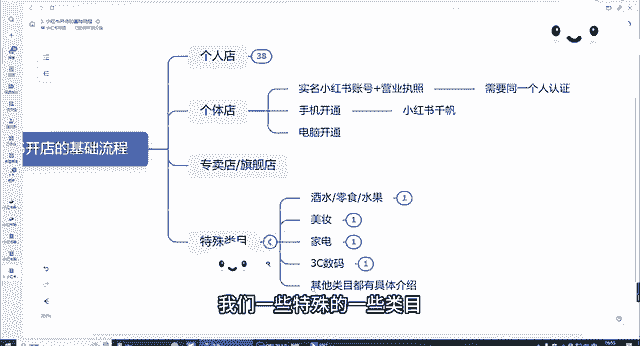 个人店
38
个体店
实名小红书账号+营业执照
需要同一个人认证
手机开通
小红书千帆
电脑开通
开店的基础流程
专卖店/旗舰店
特殊类目
酒水/零食/水果
1
美妆
1
家电
1
3C数码
1
其他类目都有具体介绍
我们一些特殊的一些类目